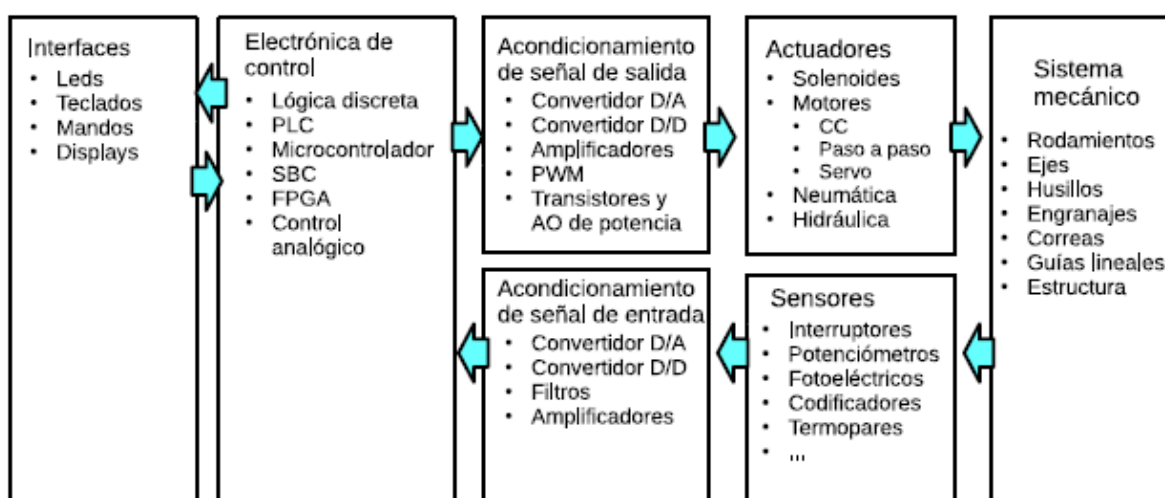 Interfaces
• Leds
• Teclados
• Mandos
• Displays
Electrónica de
control
• Lógica discreta
• PLC
• Microcontrolador
• SBC
• FPGA
• Control
analógico
Acondicionamiento
de señal de salida
• Convertidor D/A
• Convertidor D/D
• Amplificadores
• PWM
• Transistores y
AO de potencia
Actuadores
• Solenoides
• Motores
• CC
• Paso a paso
• Servo
• Neumática
• Hidráulica
Sistema
mecánico
• Rodamientos
• Ejes
• Husillos
• Engranajes
• Correas
• Guías lineales
• Estructura
Acondicionamiento
de señal de entrada
• Convertidor D/A
• Convertidor D/D
• Filtros
• Amplificadores
Sensores
• Interruptores
• Potenciómetros
• Fotoeléctricos
• Codificadores
• Termopares
• ...